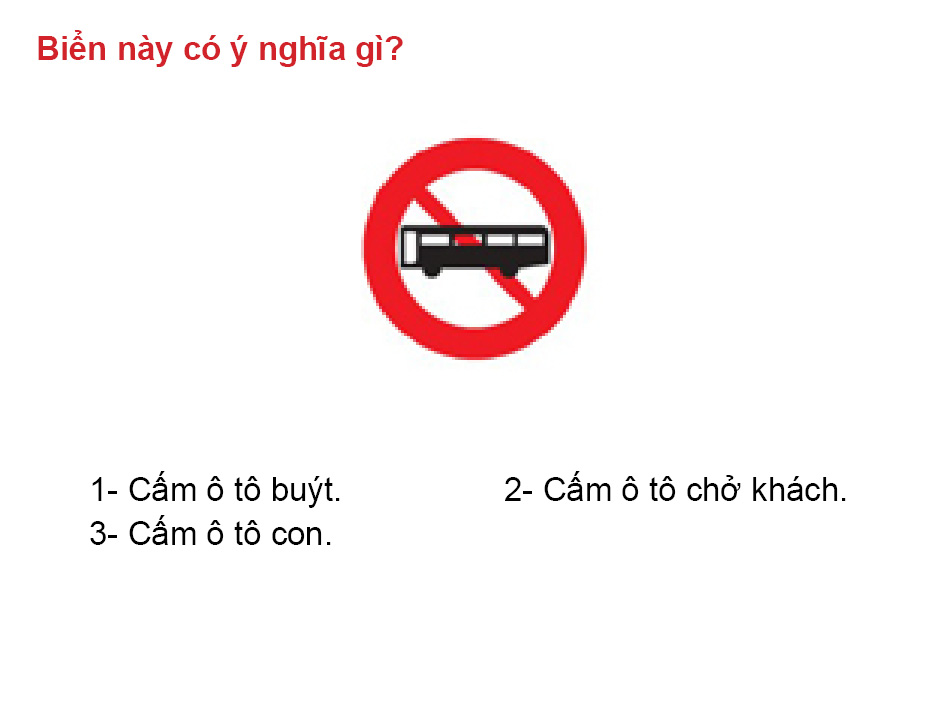 Biển này có ý nghĩa gì?
1- Cấm ô tô buýt. 2- Cấm ô tô chở khách.
3- Cấm ô tô con.